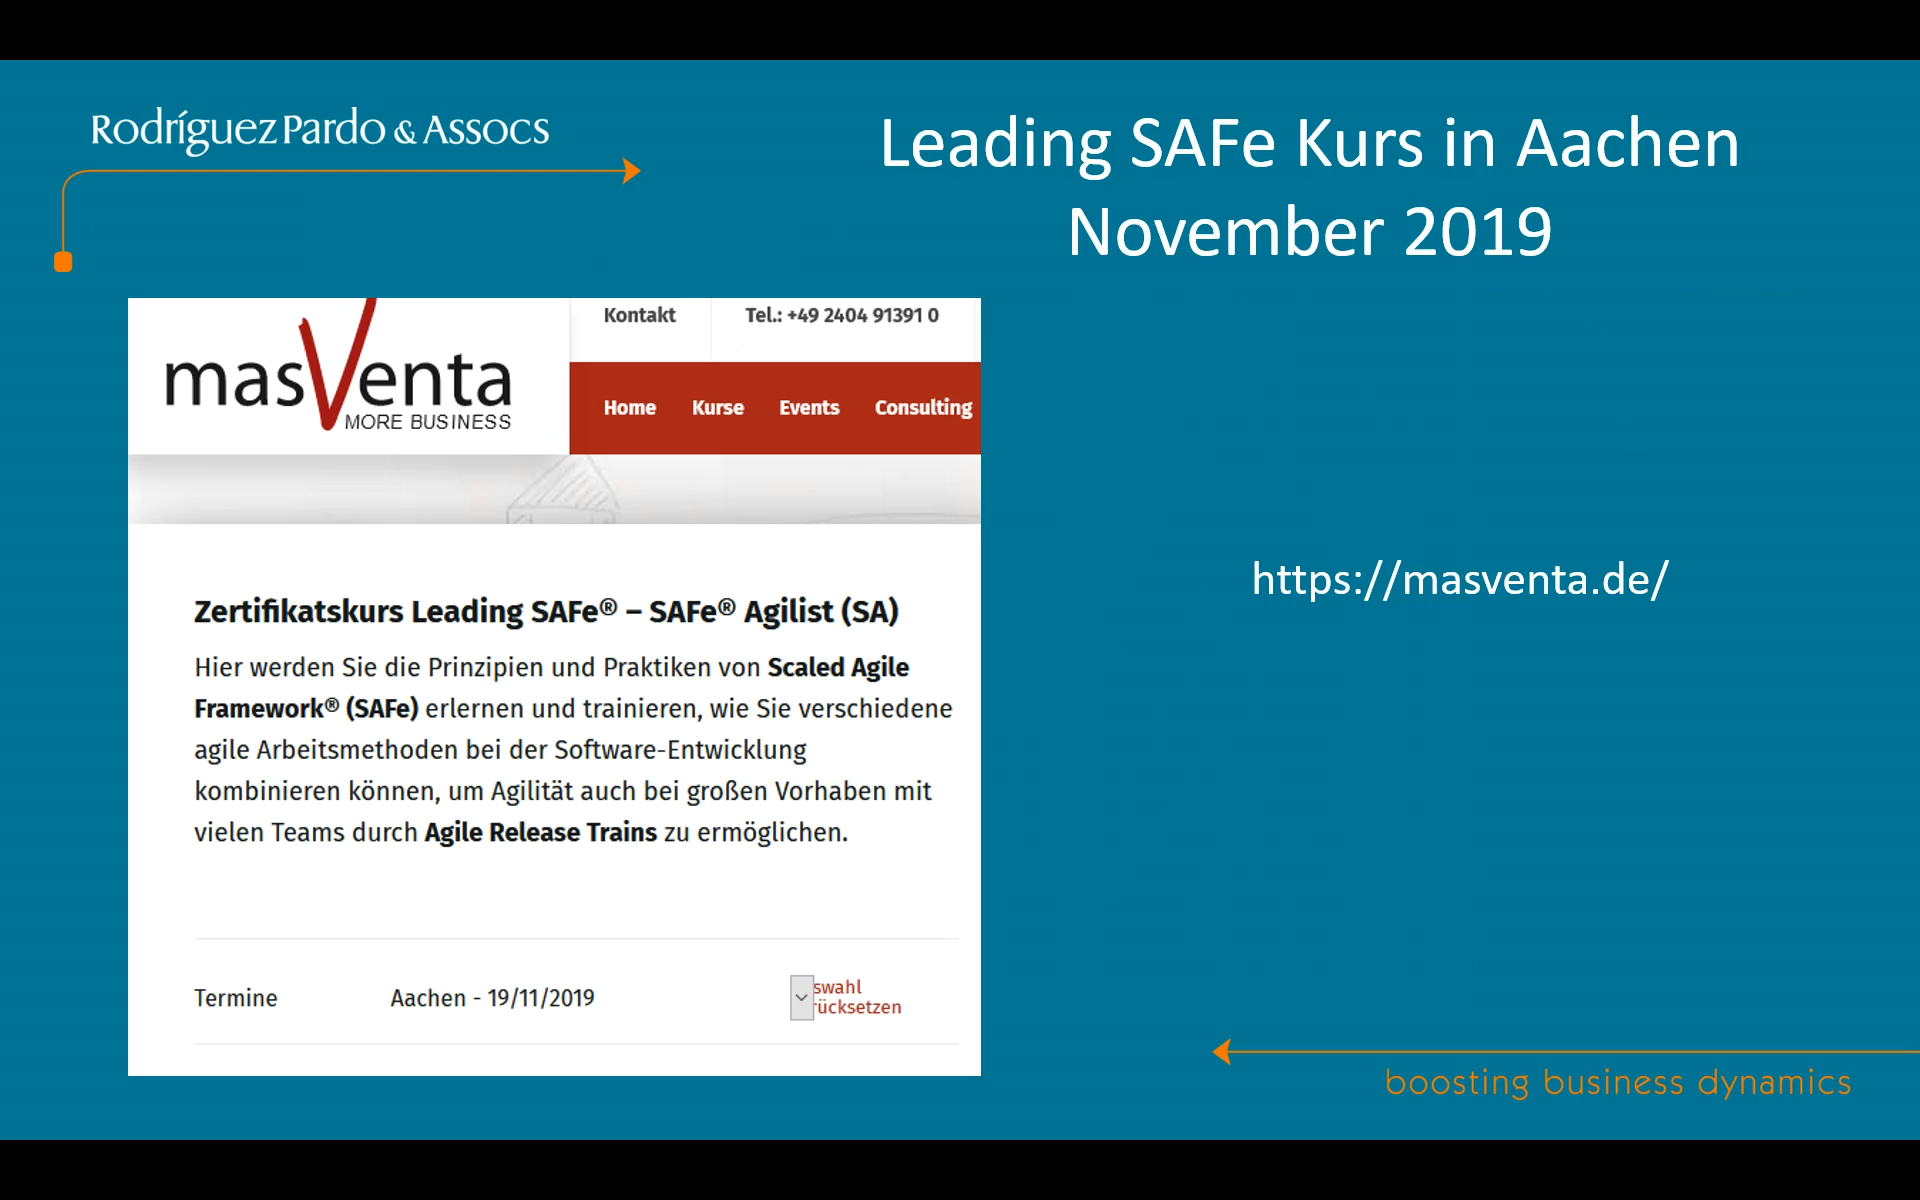 Rodríguez Pardo & Assocs
Leading SAFe Kurs in Aachen
November 2019
masVenta
MORE BUSINESS
Kontakt
Tel.: +49 2404 91391 0
Home Kurse Events Consulting
Zertifikatskurs Leading SAFe® – SAFe® Agilist (SA)
Hier werden Sie die Prinzipien und Praktiken von Scaled Agile
Framework® (SAFe) erlernen und trainieren, wie Sie verschiedene
agile Arbeitsmethoden bei der Software-Entwicklung
kombinieren können, um Agilität auch bei großen Vorhaben mit
vielen Teams durch Agile Release Trains zu ermöglichen.
Termine
Aachen - 19/11/2019
swahl
rücksetzen
https://masventa.de/
boosting business dynamics